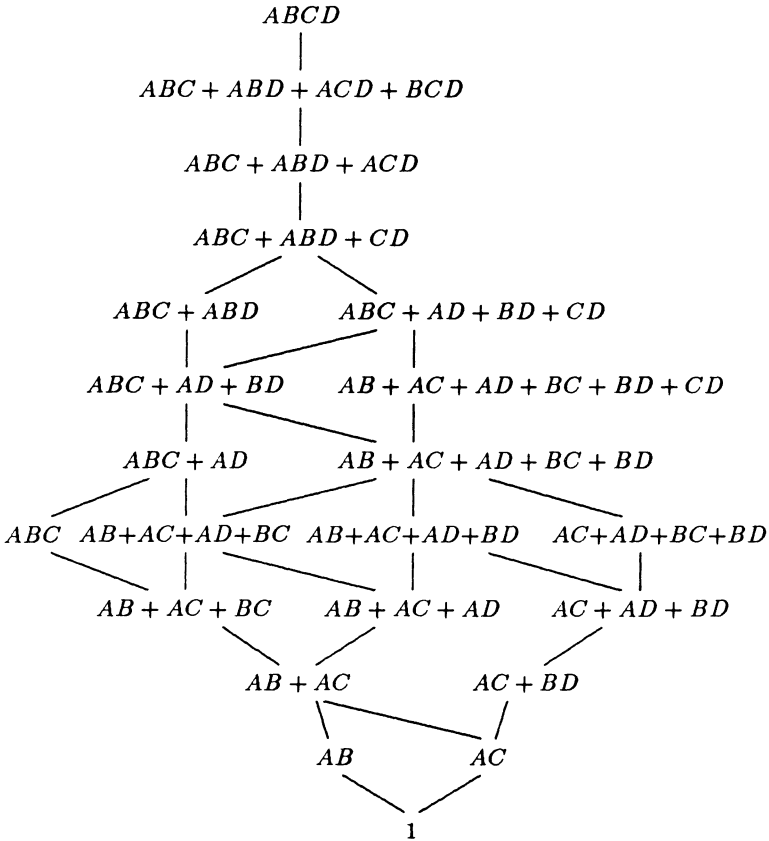 ABCD
ABC + ABD + ACD + BCD
ABC + ABD + ACD
ABC + ABD + CD
ABC + ABD ABC + AD + BD + CD
ABC + AD + BD AB + AC + AD + BC + BD + CD
ABC + AD AB + AC + AD + BC + BD
ABC AB+AC+AD+BC AB+AC+AD+BD AC+AD+BC+BD
AB + AC + BC AB + AC + AD AC + AD + BD
AB + AC AC + BD
AB AC
1